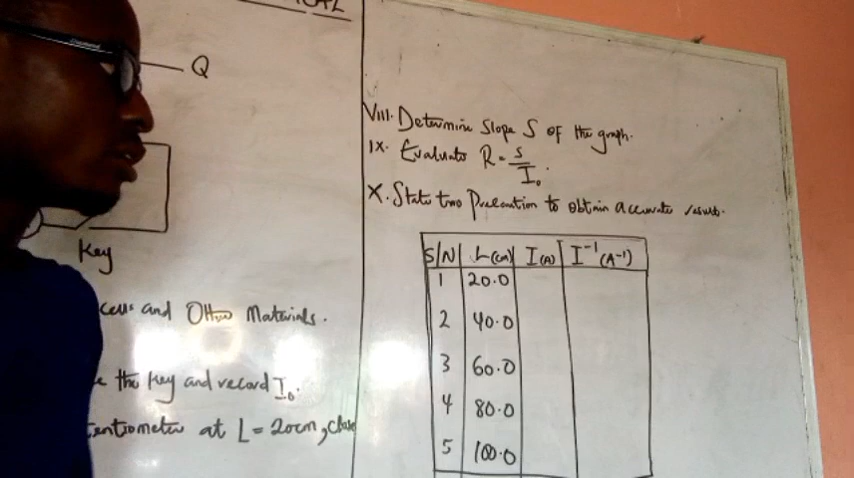 Q
Key
cells and Other Materials.
the key and record I₀.
entiometer at L = 20cm, close
VIII. Determine Slope S of the graph.
IX. Evaluate R = S/I₀.
X. State two Precaution to obtain accurate result.
S/N L(cm) I(A) I⁻¹(A⁻¹)
1 20.0
2 40.0
3 60.0
4 80.0
5 100.0